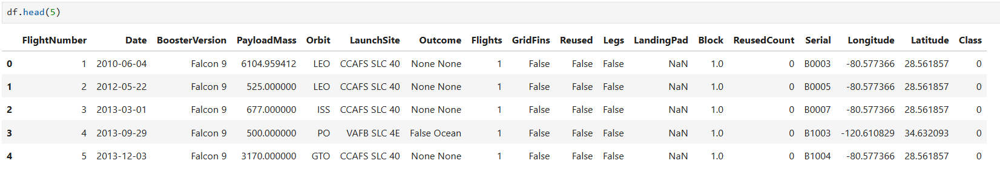 df.head(5)
FlightNumber Date BoosterVersion PayloadMass Orbit LaunchSite Outcome Flights GridFins Reused Legs LandingPad Block ReusedCount Serial Longitude Latitude Class
0 1 2010-06-04 Falcon 9 6104.959412 LEO CCAFS SLC 40 None None 1 False False False NaN 1.0 0 B0003 -80.577366 28.561857 0
1 2 2012-05-22 Falcon 9 525.000000 LEO CCAFS SLC 40 None None 1 False False False NaN 1.0 0 B0005 -80.577366 28.561857 0
2 3 2013-03-01 Falcon 9 677.000000 ISS CCAFS SLC 40 None None 1 False False False NaN 1.0 0 B0007 -80.577366 28.561857 0
3 4 2013-09-29 Falcon 9 500.000000 PO VAFB SLC 4E False Ocean 1 False False False NaN 1.0 0 B1003 -120.610829 34.632093 0
4 5 2013-12-03 Falcon 9 3170.000000 GTO CCAFS SLC 40 None None 1 False False False NaN 1.0 0 B1004 -80.577366 28.561857 0